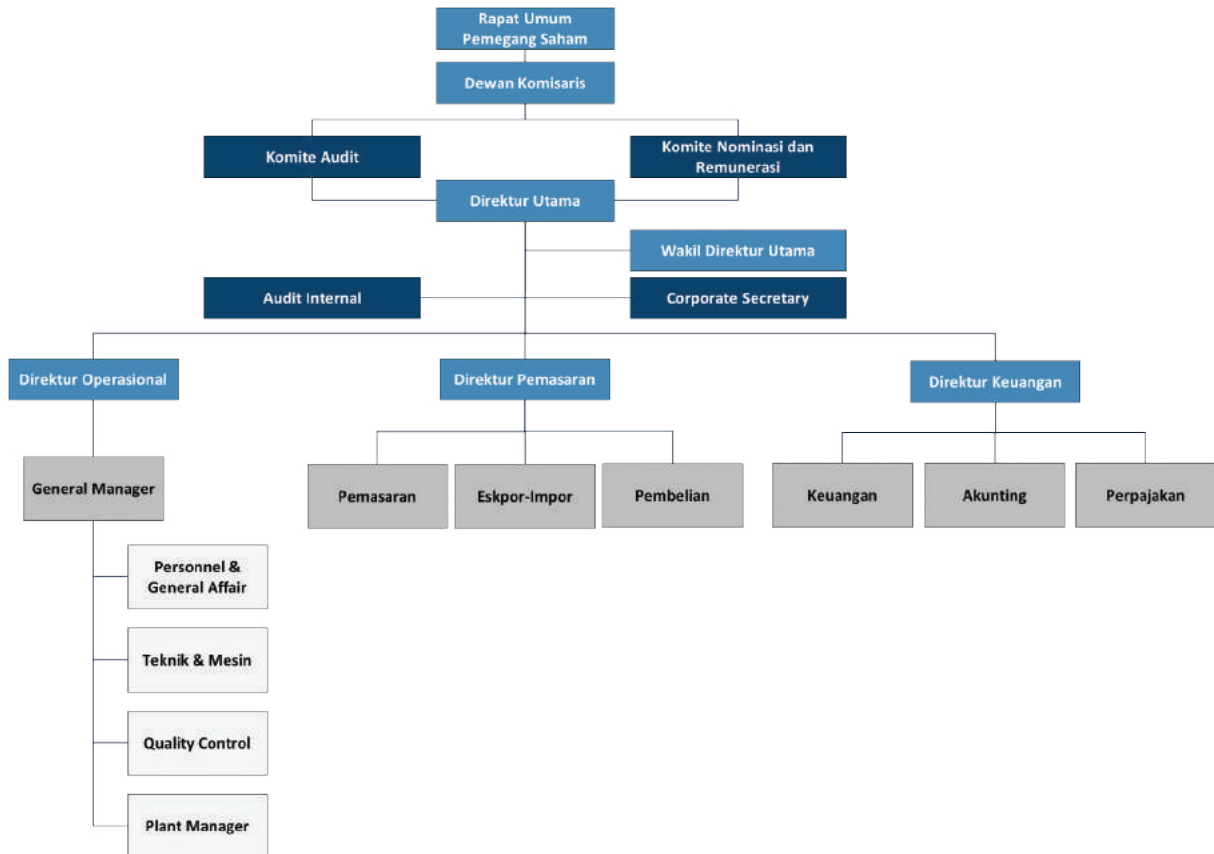 Rapat Umum
Pemegang Saham
Dewan Komisaris
Komite Audit
Komite Nominasi dan
Remunerasi
Direktur Utama
Wakil Direktur Utama
Audit Internal
Corporate Secretary
Direktur Operasional
Direktur Pemasaran
Direktur Keuangan
General Manager
Pemasaran
Eskpor-Impor
Pembelian
Keuangan
Akunting
Perpajakan
Personnel &
General Affair
Teknik & Mesin
Quality Control
Plant Manager